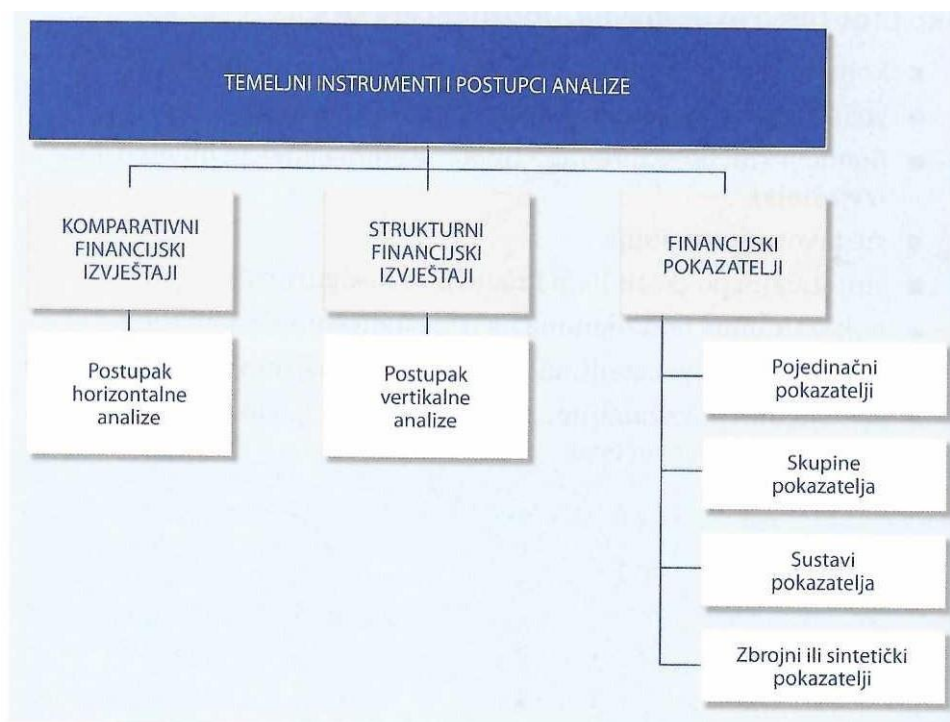 TEMELJNI INSTRUMENTI I POSTUPCI ANALIZE
KOMPARATIVNI
FINANCIJSKI
IZVJEŠTAJI
STRUKTURNI
FINANCIJSKI
IZVJEŠTAJI
FINANCIJSKI
POKAZATELJI
Postupak
horizontalne
analize
Postupak
vertikalne
analize
Pojedinačni
pokazatelji
Skupine
pokazatelja
Sustavi
pokazatelja
Zbrojni ili sintetički
pokazatelji